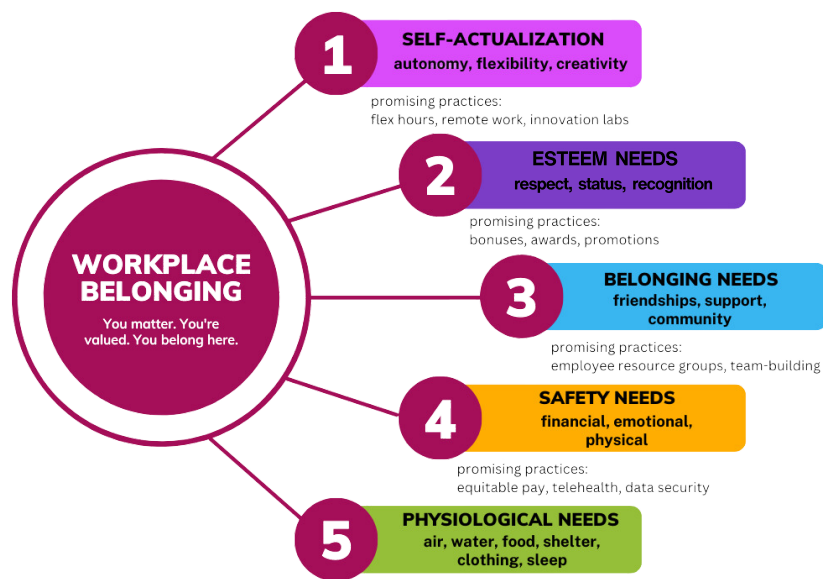 WORKPLACE
BELONGING
You matter. You're
valued. You belong here.
1
SELF-ACTUALIZATION
autonomy, flexibility, creativity
promising practices:
flex hours, remote work, innovation labs
2
ESTEEM NEEDS
respect, status, recognition
promising practices:
bonuses, awards, promotions
3
BELONGING NEEDS
friendships, support,
community
promising practices:
employee resource groups, team-building
4
SAFETY NEEDS
financial, emotional,
physical
promising practices:
equitable pay, telehealth, data security
5
PHYSIOLOGICAL NEEDS
air, water, food, shelter,
clothing, sleep